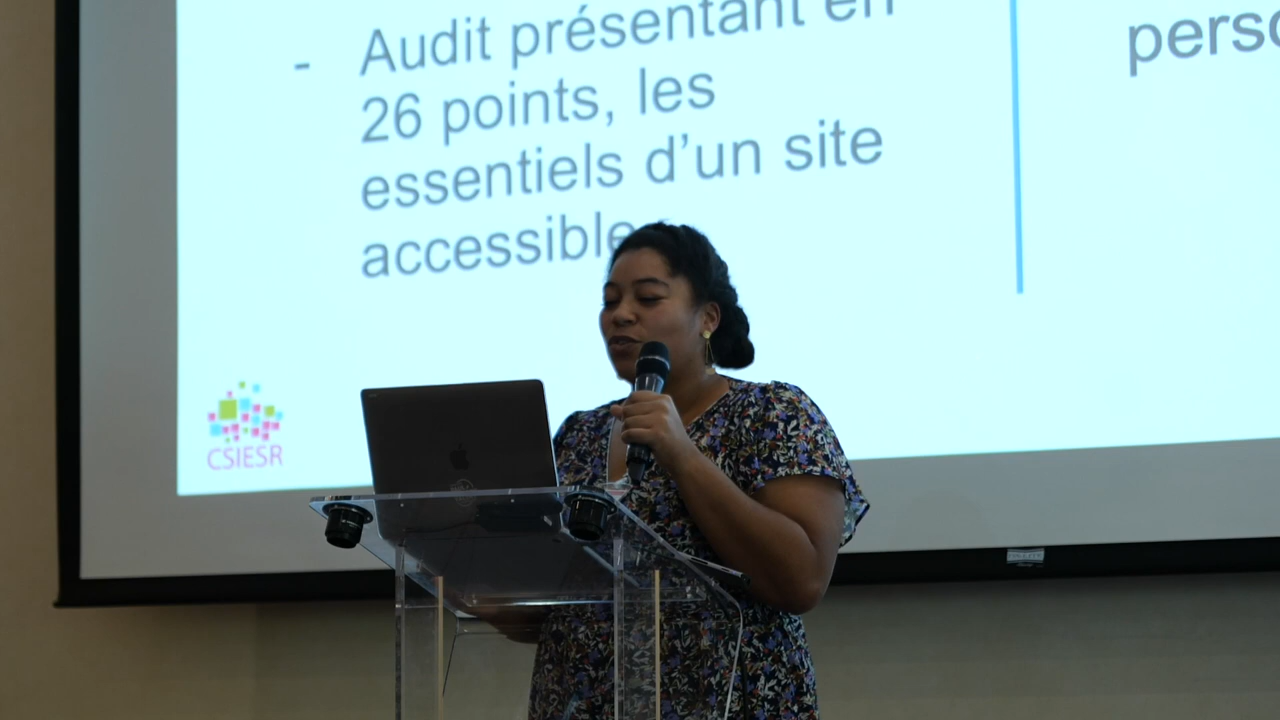 - Audit présentant en
26 points, les
essentiels d'un site
accessible
perso
CSIESR